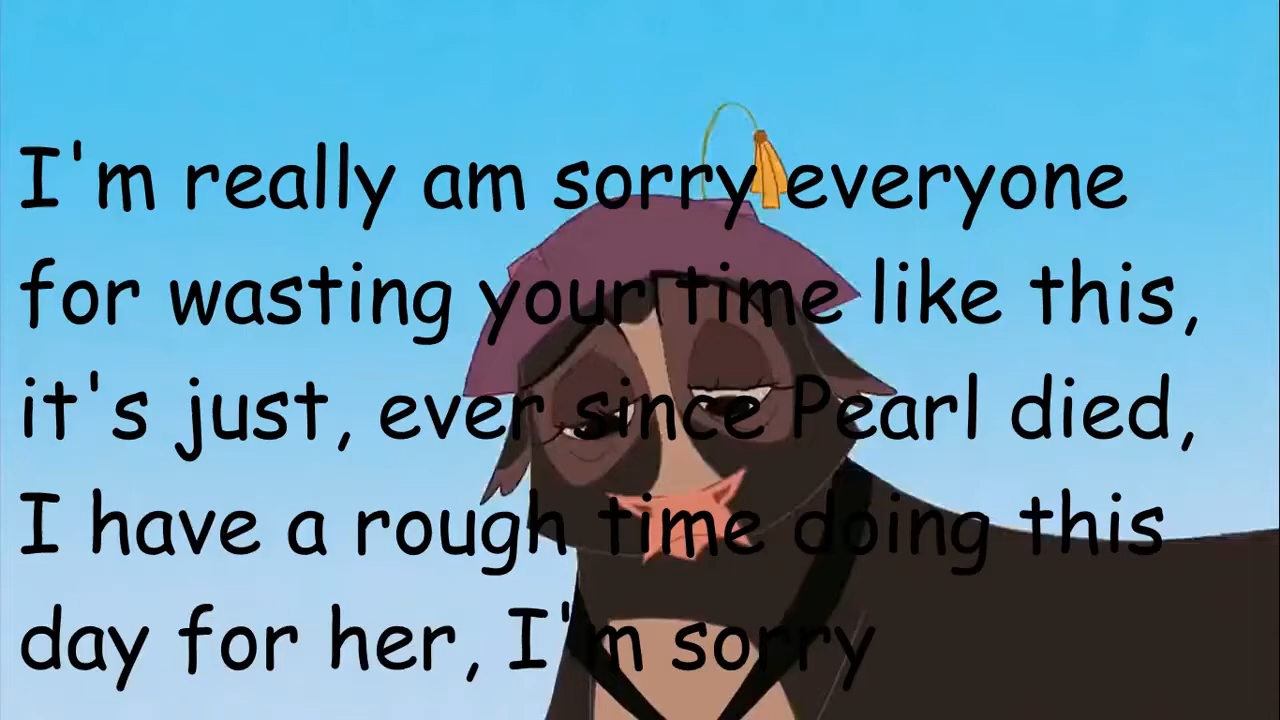 I'm really am sorry everyone
for wasting your time like this,
it's just, ever since Pearl died,
I have a rough time doing this
day for her, I'm sorry